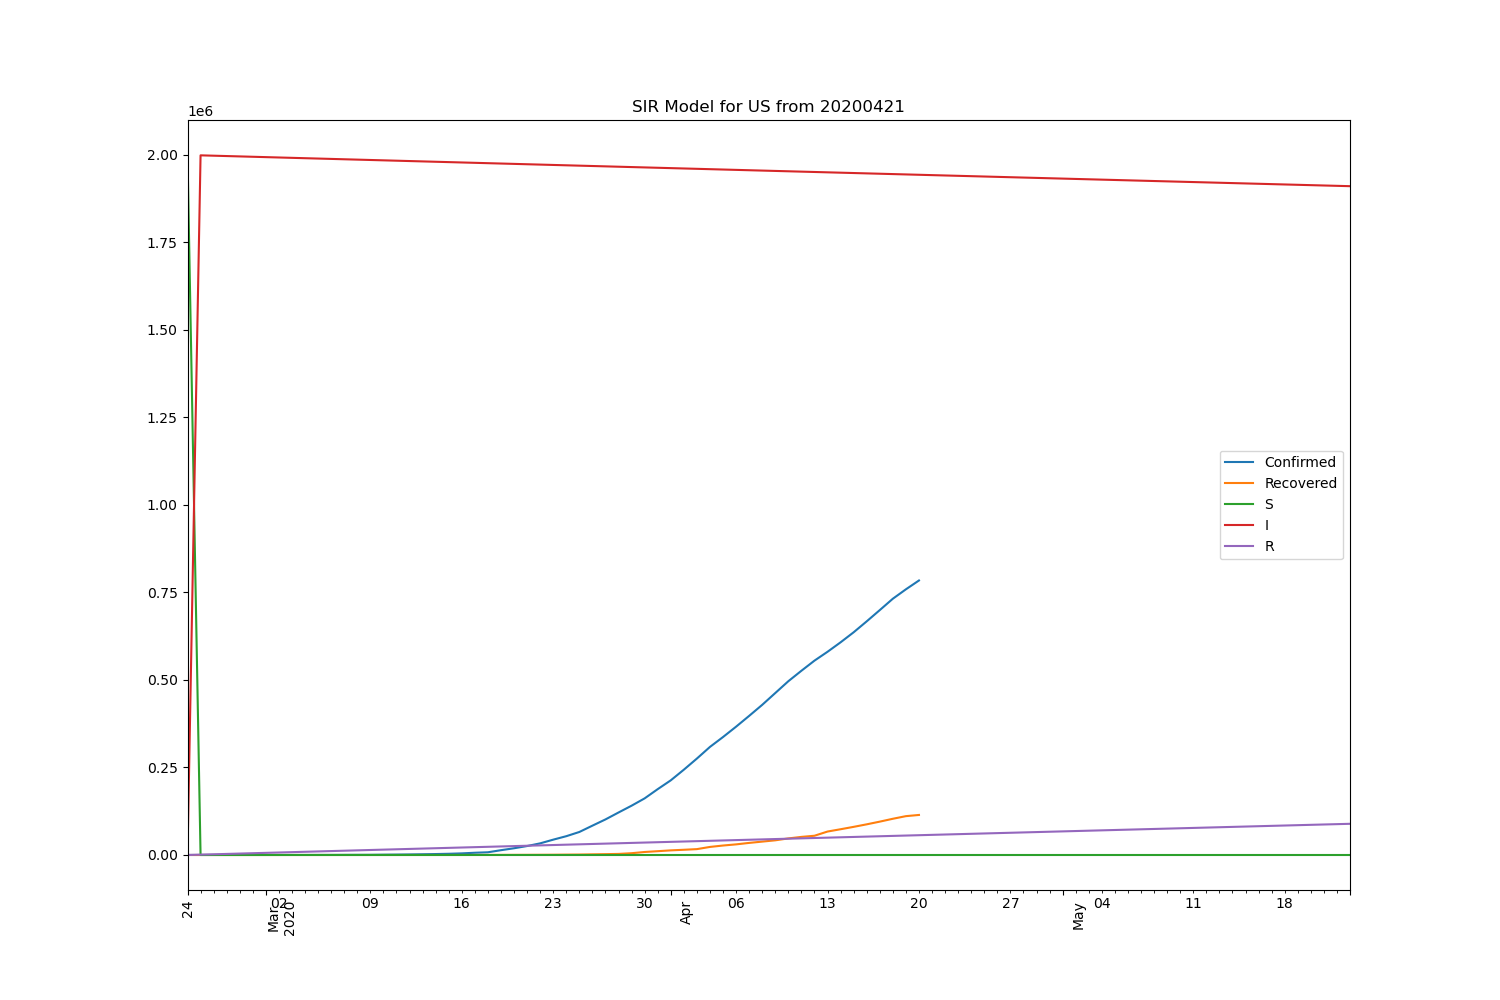 SIR Model for US from 20200421
1e6
2.00
1.75
1.50
1.25
1.00
0.75
0.50
0.25
0.00
Confirmed
Recovered
S
I
R
24 02 09 16 23 30 06 13 20 27 04 11 18
Mar Apr May
2020